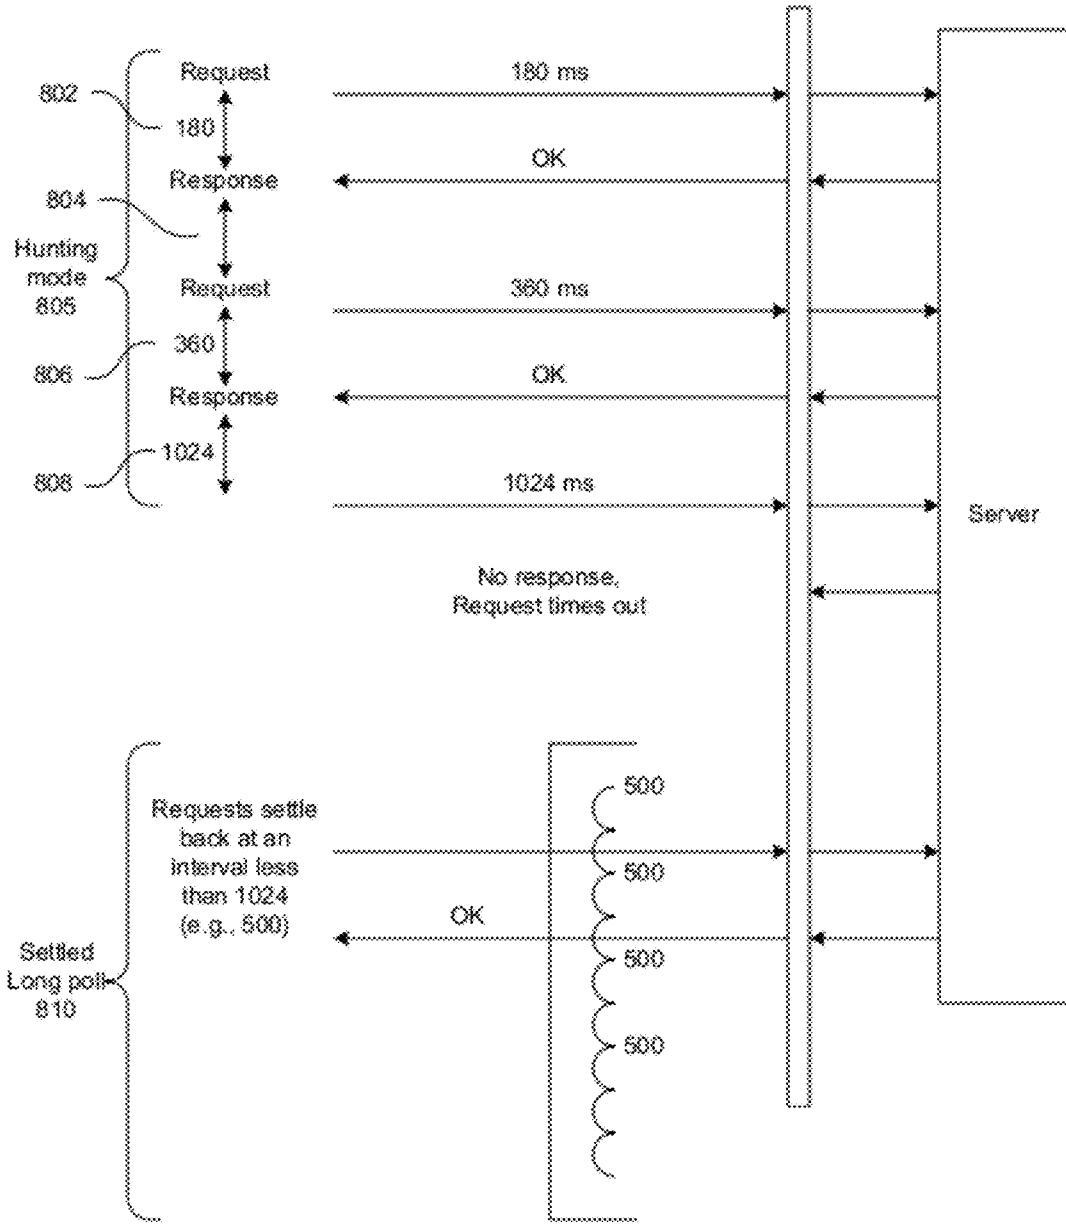 Request
180 ms
802
180
OK
Response
804
Hunting
mode
805
Request
360 ms
360
806
OK
Response
1024
808
1024 ms
Server
No response,
Request times out
500
Requests settle
back at an
interval less
than 1024
(e.g., 500)
500
OK
Settled
Long poll
810
500
500